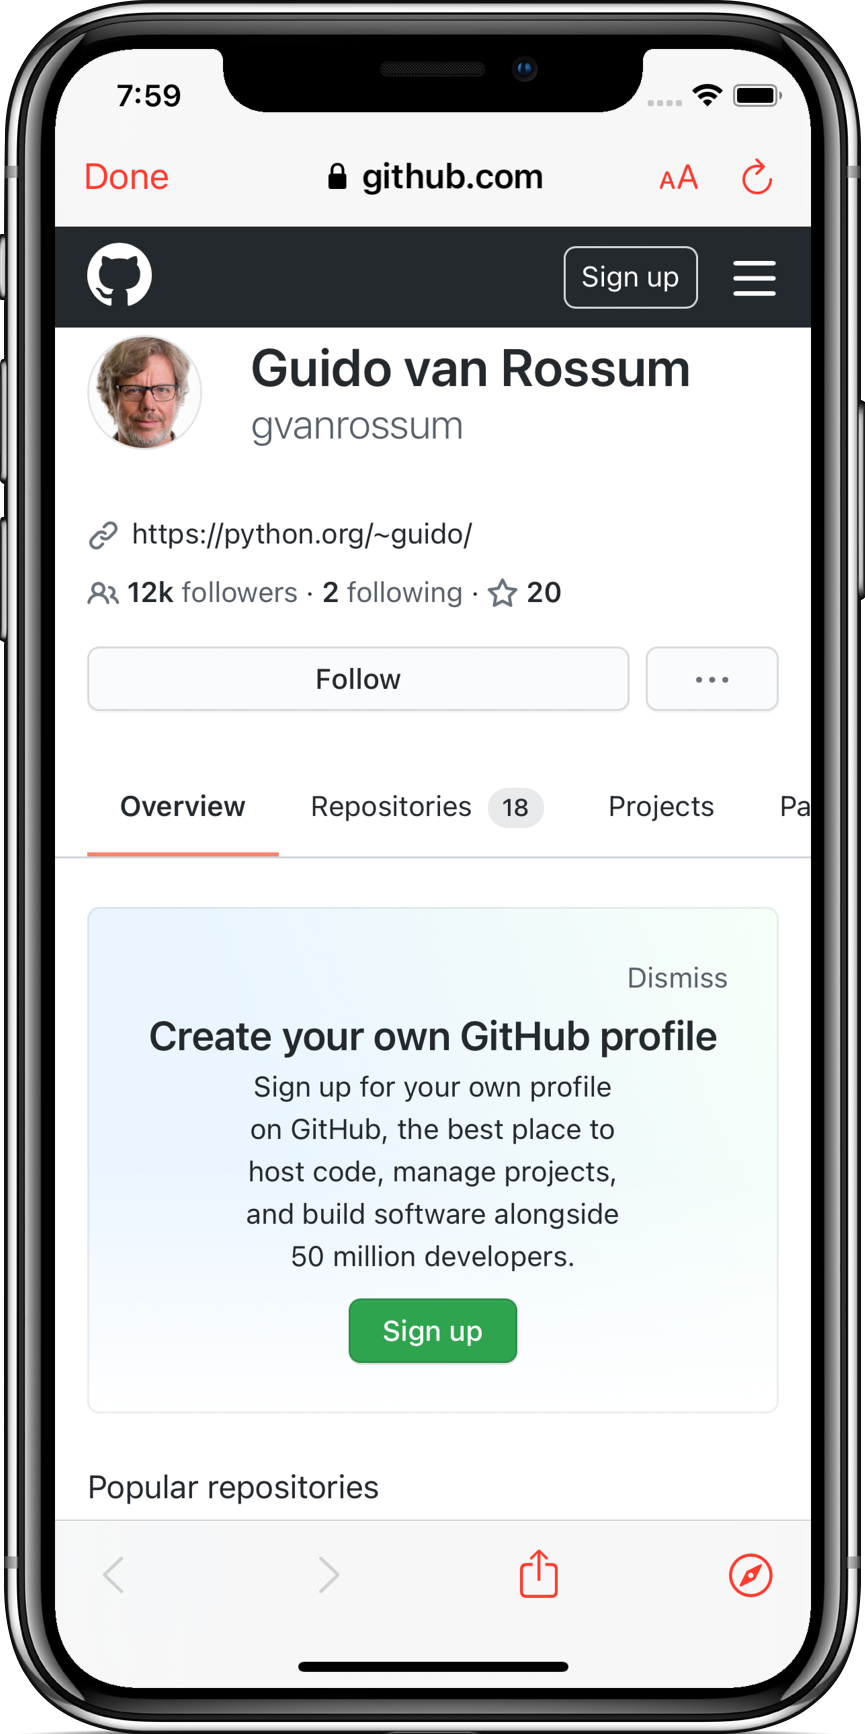 7:59
Done
github.com
AA
Sign up
Guido van Rossum
gvanrossum
https://python.org/~guido/
12k followers · 2 following · 20
Follow
Overview
Repositories 18
Projects
Pa
Dismiss
Create your own GitHub profile
Sign up for your own profile
on GitHub, the best place to
host code, manage projects,
and build software alongside
50 million developers.
Sign up
Popular repositories